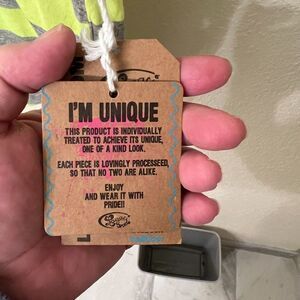 I'M UNIQUE
THIS PRODUCT IS INDIVIDUALLY
TREATED TO ACHIEVE ITS UNIQUE,
ONE OF A KIND LOOK.
EACH PIECE IS LOVINGLY PROCESSEED,
SO THAT NO TWO ARE ALIKE.
ENJOY
AND WEAR IT WITH
PRIDE!!